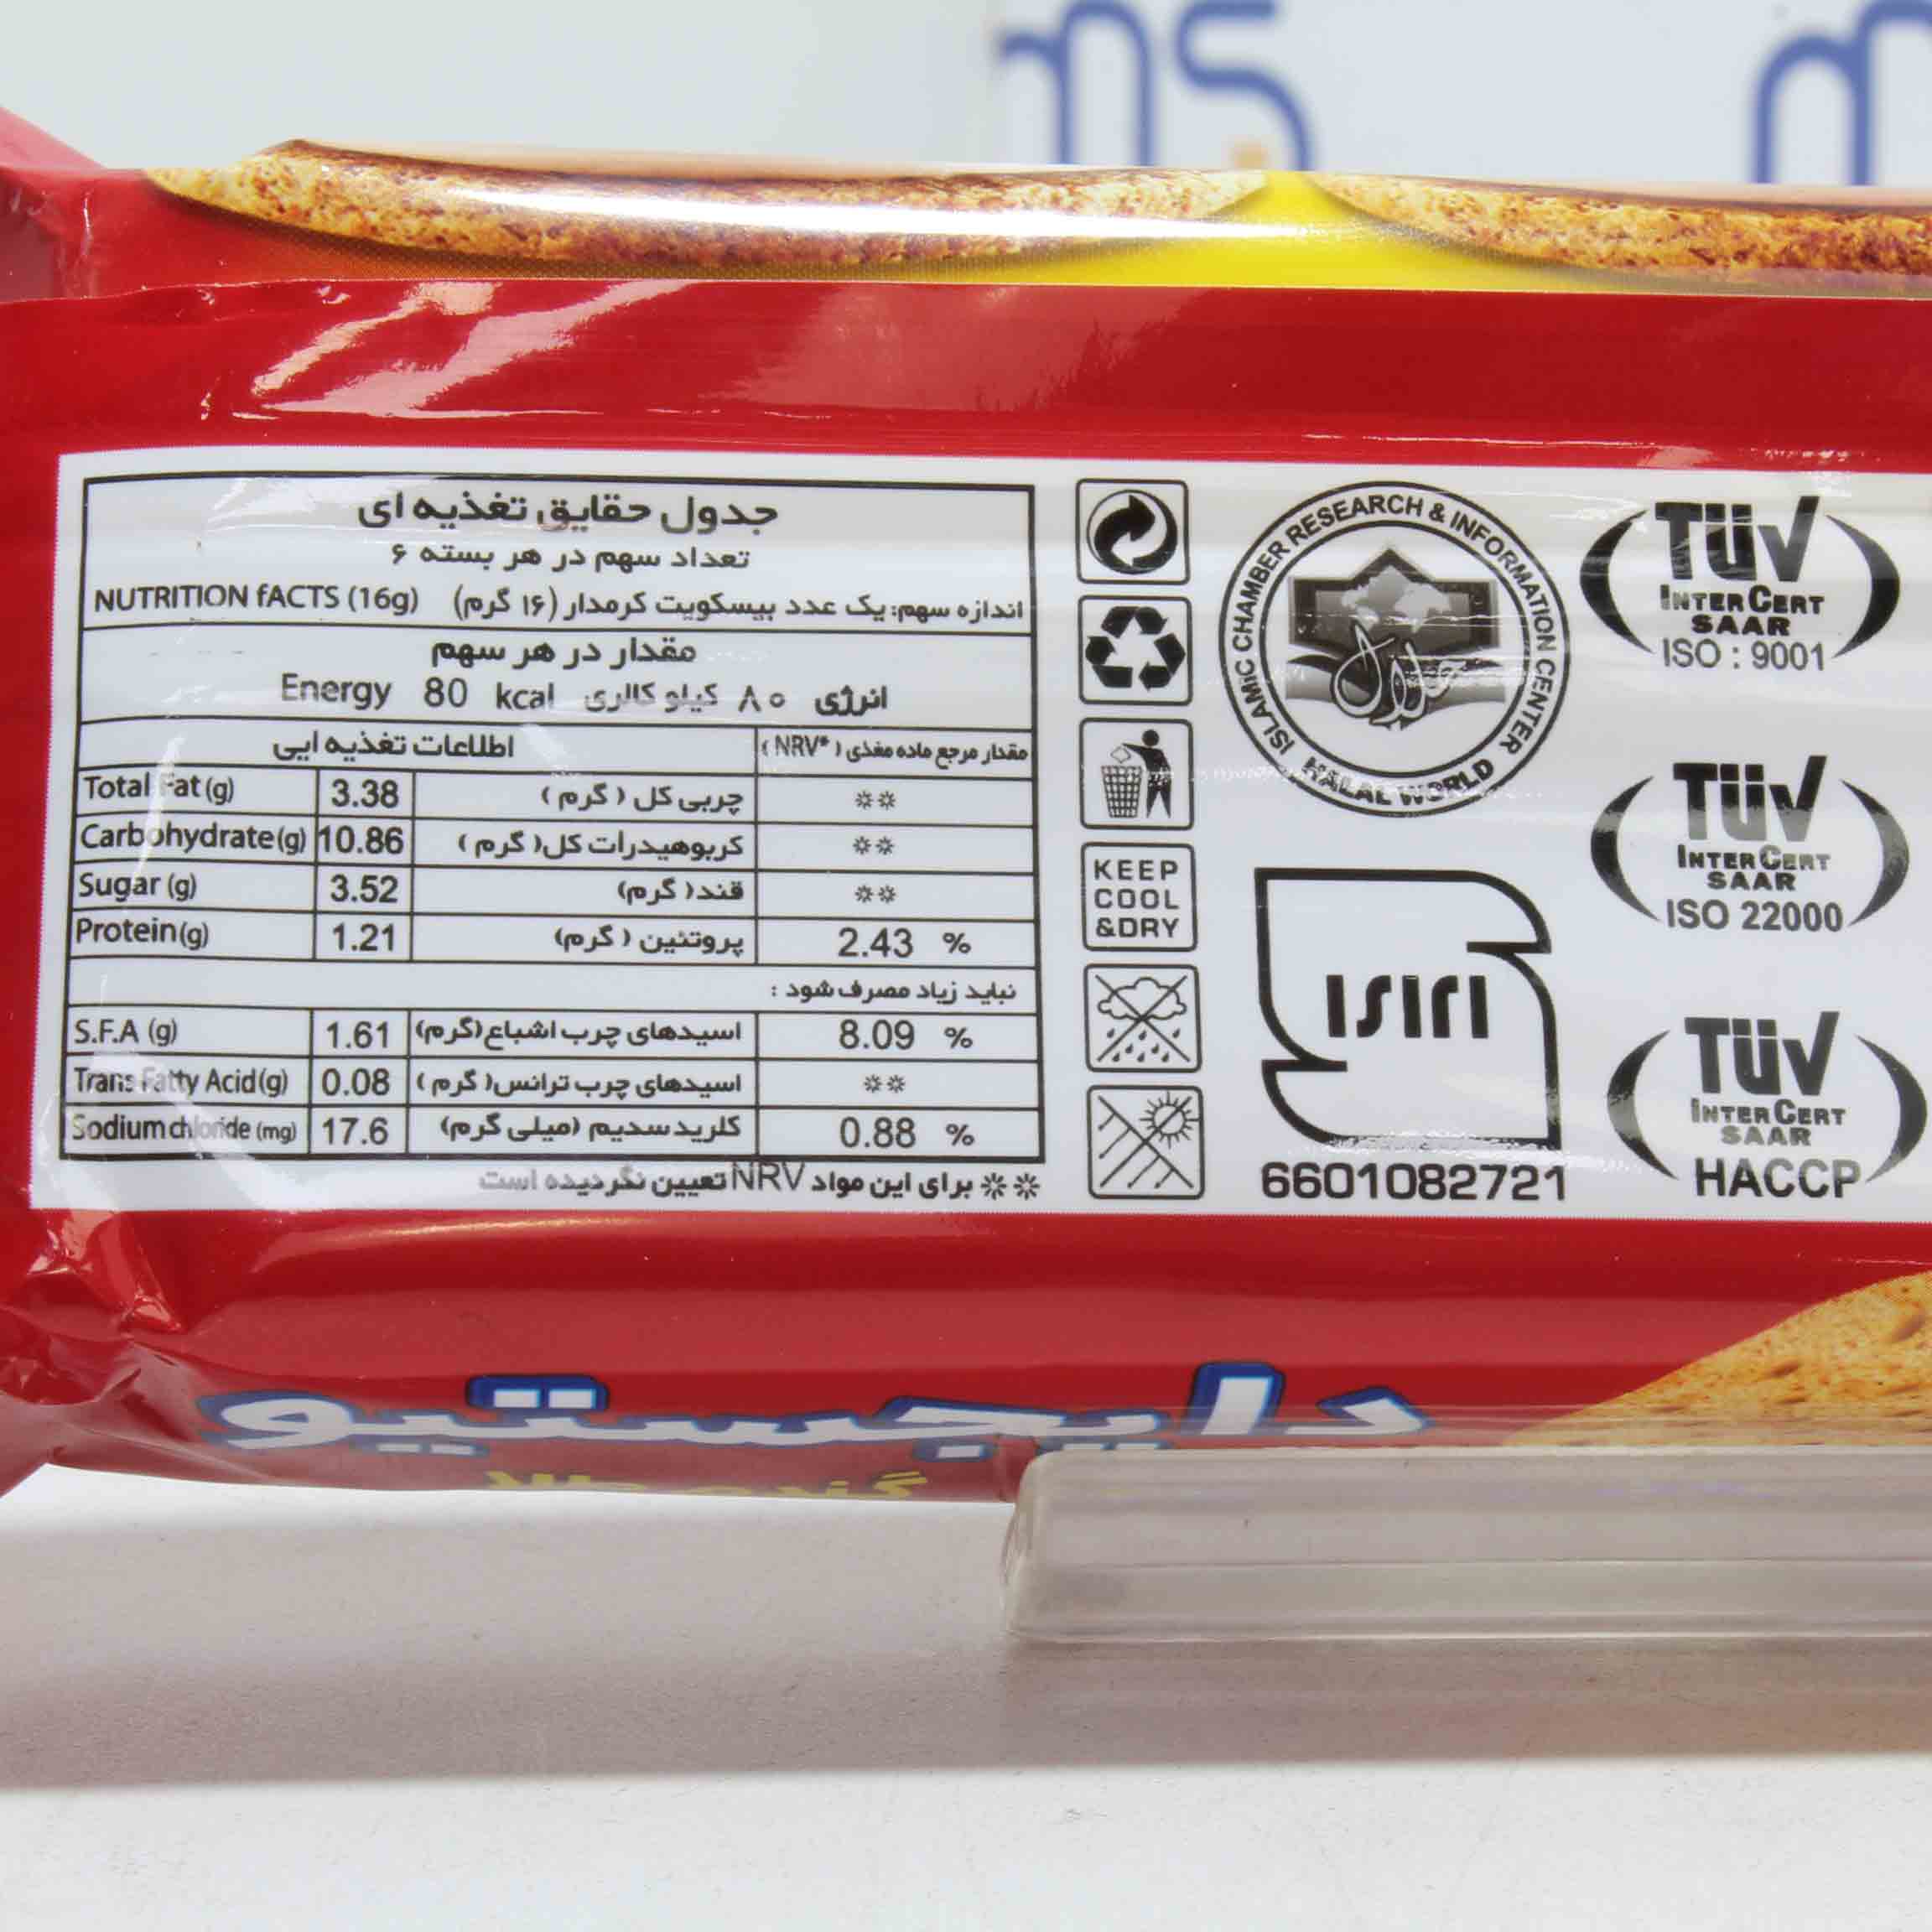 جدول حقایق تغذیه ای
تعداد سهم در هر بسته ۶
اندازه سهم: یک عدد بیسکویت کرمدار (۱۶ گرم) NUTRITION fACTS (16g)
مقدار در هر سهم
انرژی ۸۰ کیلو کالری Energy 80 kcal
اطلاعات تغذیه ایی مقدار مرجع ماده مغذی (NRV*)
Total Fat (g) 3.38 چربی کل (گرم) **
Carbohydrate (g) 10.86 کربوهیدرات کل (گرم) **
Sugar (g) 3.52 قند (گرم) **
Protein (g) 1.21 پروتئین (گرم) 2.43 %
نباید زیاد مصرف شود :
S.F.A (g) 1.61 اسیدهای چرب اشباع (گرم) 8.09 %
Trans Fatty Acid (g) 0.08 اسیدهای چرب ترانس (گرم) **
Sodium chloride (mg) 17.6 کلرید سدیم (میلی گرم) 0.88 %
** برای این مواد NRV تعیین نگردیده است
KEEP
COOL
&DRY
ISLAMIC CHAMBER RESEARCH & INFORMATION CENTER
حلال
HALAL WORLD
ISIRI
6601082721
TÜV
INTERCERT
SAAR
ISO : 9001
TÜV
INTERCERT
SAAR
ISO 22000
TÜV
INTERCERT
SAAR
HACCP
دایجستیو
ms